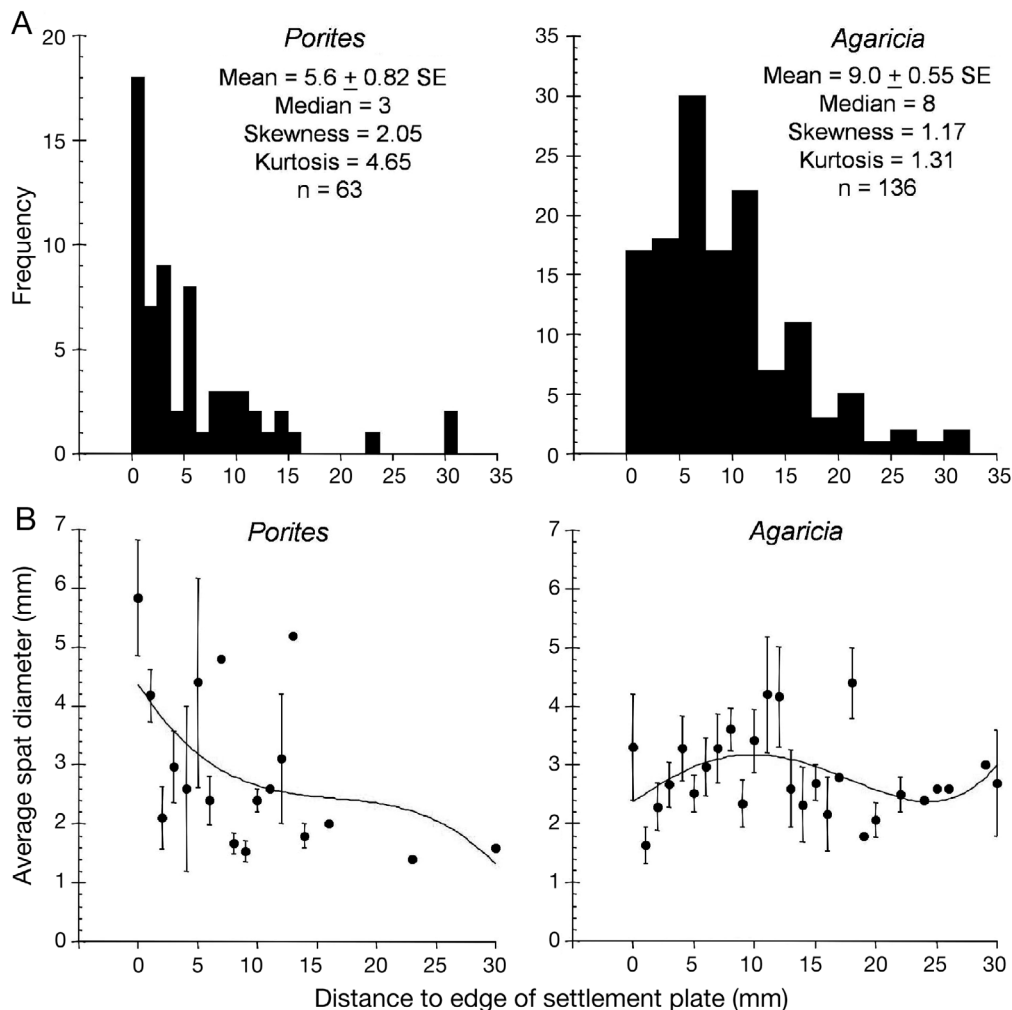 A
Porites
Mean = 5.6 ± 0.82 SE
Median = 3
Skewness = 2.05
Kurtosis = 4.65
n = 63
Frequency
20
15
10
5
0
0 5 10 15 20 25 30 35
Agaricia
Mean = 9.0 ± 0.55 SE
Median = 8
Skewness = 1.17
Kurtosis = 1.31
n = 136
35
30
25
20
15
10
5
0
0 5 10 15 20 25 30 35
B
Porites
Average spat diameter (mm)
7
6
5
4
3
2
1
0
0 5 10 15 20 25 30
Agaricia
7
6
5
4
3
2
1
0
0 5 10 15 20 25 30
Distance to edge of settlement plate (mm)